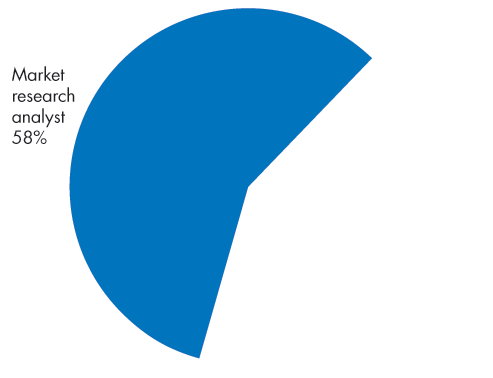 Market
research
analyst
58%